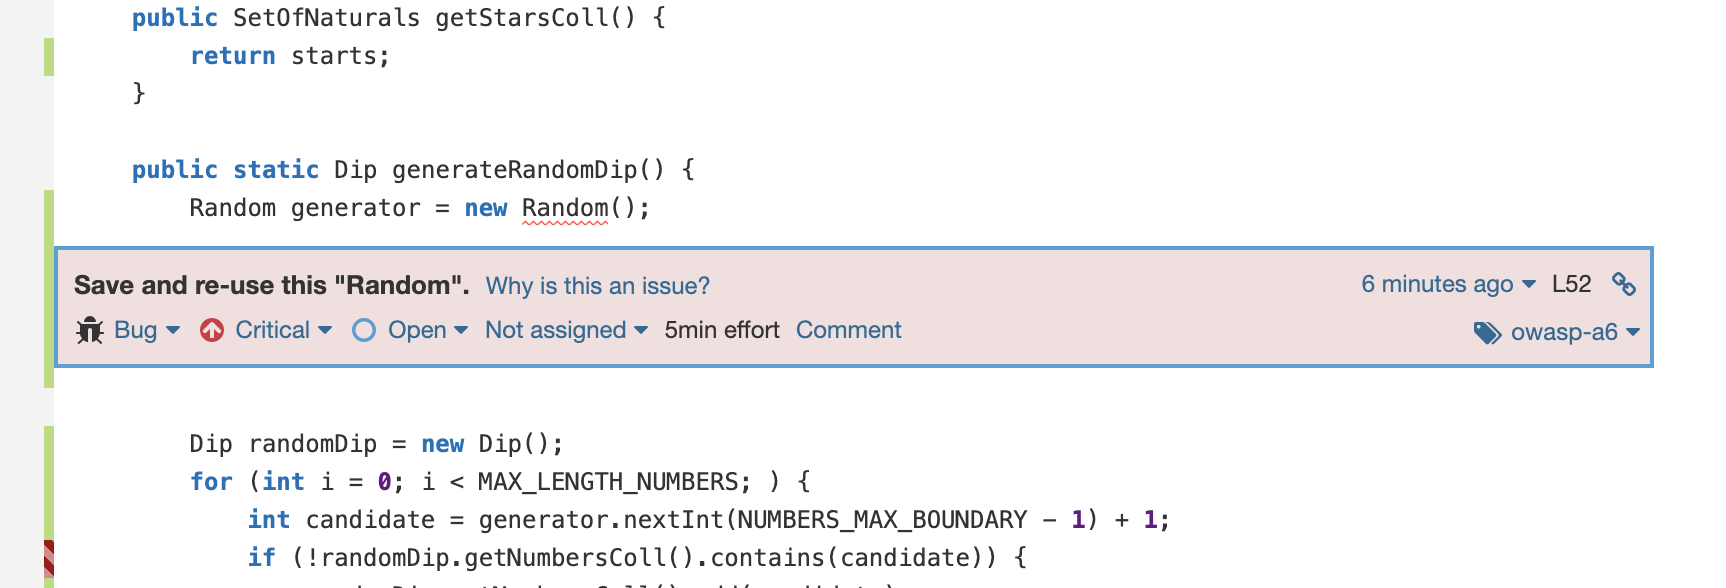 public SetOfNaturals getStarsColl() {
return starts;
}
public static Dip generateRandomDip() {
Random generator = new Random();
Save and re-use this "Random". Why is this an issue? 6 minutes ago L52
Bug Critical Open Not assigned 5min effort Comment owasp-a6
Dip randomDip = new Dip();
for (int i = 0; i < MAX_LENGTH_NUMBERS; ) {
int candidate = generator.nextInt(NUMBERS_MAX_BOUNDARY - 1) + 1;
if (!randomDip.getNumbersColl().contains(candidate)) {